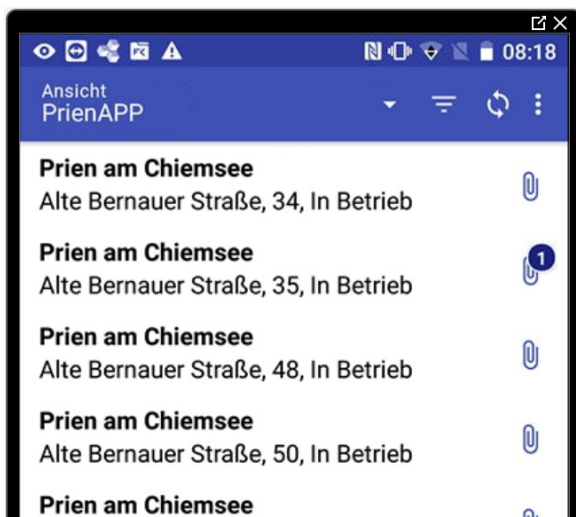 08:18
Ansicht
PrienAPP
Prien am Chiemsee
Alte Bernauer Straße, 34, In Betrieb
Prien am Chiemsee
1
Alte Bernauer Straße, 35, In Betrieb
Prien am Chiemsee
Alte Bernauer Straße, 48, In Betrieb
Prien am Chiemsee
Alte Bernauer Straße, 50, In Betrieb
Prien am Chiemsee